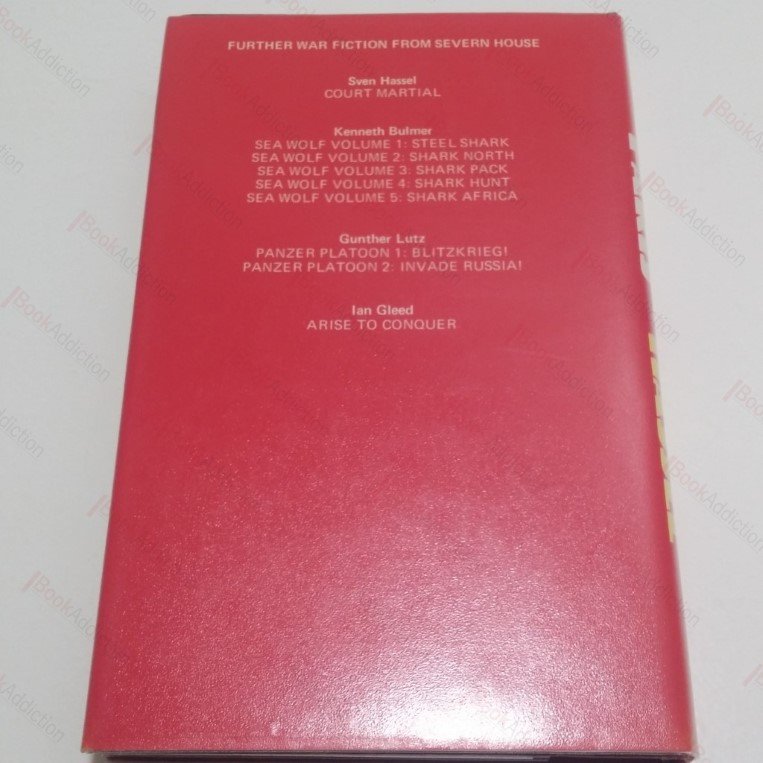 FURTHER WAR FICTION FROM SEVERN HOUSE
Sven Hassel
COURT MARTIAL
Kenneth Bulmer
SEA WOLF VOLUME 1: STEEL SHARK
SEA WOLF VOLUME 2: SHARK NORTH
SEA WOLF VOLUME 3: SHARK PACK
SEA WOLF VOLUME 4: SHARK HUNT
SEA WOLF VOLUME 5: SHARK AFRICA
Gunther Lutz
PANZER PLATOON 1: BLITZKRIEG!
PANZER PLATOON 2: INVADE RUSSIA!
Ian Gleed
ARISE TO CONQUER
BookAddiction